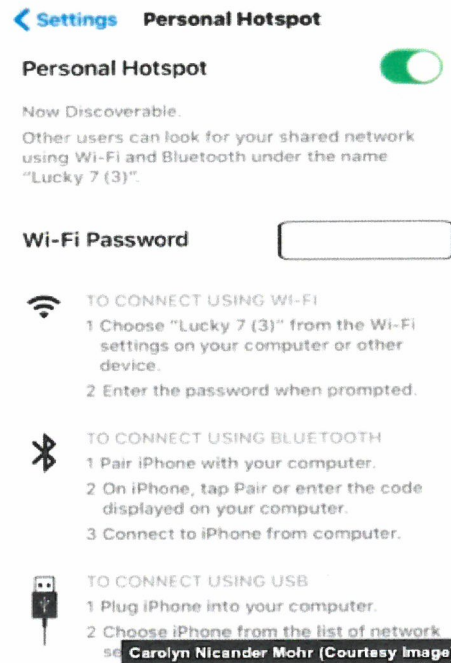 Settings Personal Hotspot
Personal Hotspot
Now Discoverable.
Other users can look for your shared network
using Wi-Fi and Bluetooth under the name
"Lucky 7 (3)".
Wi-Fi Password
TO CONNECT USING WI-FI
1 Choose "Lucky 7 (3)" from the Wi-Fi
settings on your computer or other
device.
2 Enter the password when prompted.
TO CONNECT USING BLUETOOTH
1 Pair iPhone with your computer.
2 On iPhone, tap Pair or enter the code
displayed on your computer.
3 Connect to iPhone from computer.
TO CONNECT USING USB
1 Plug iPhone into your computer.
2 Choose iPhone from the list of network
Carolyn Nicander Mohr (Courtesy Image